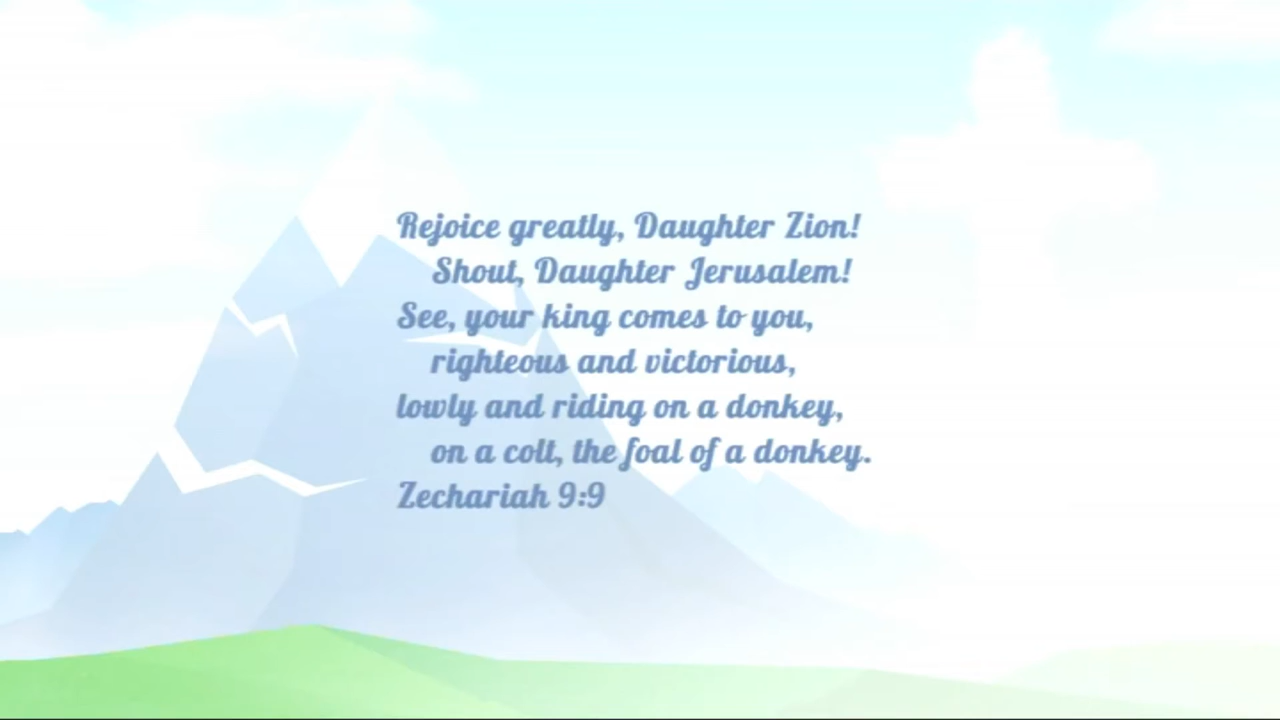 Rejoice greatly, Daughter Zion!
Shout, Daughter Jerusalem!
See, your king comes to you,
righteous and victorious,
lowly and riding on a donkey,
on a colt, the foal of a donkey.
Zechariah 9:9